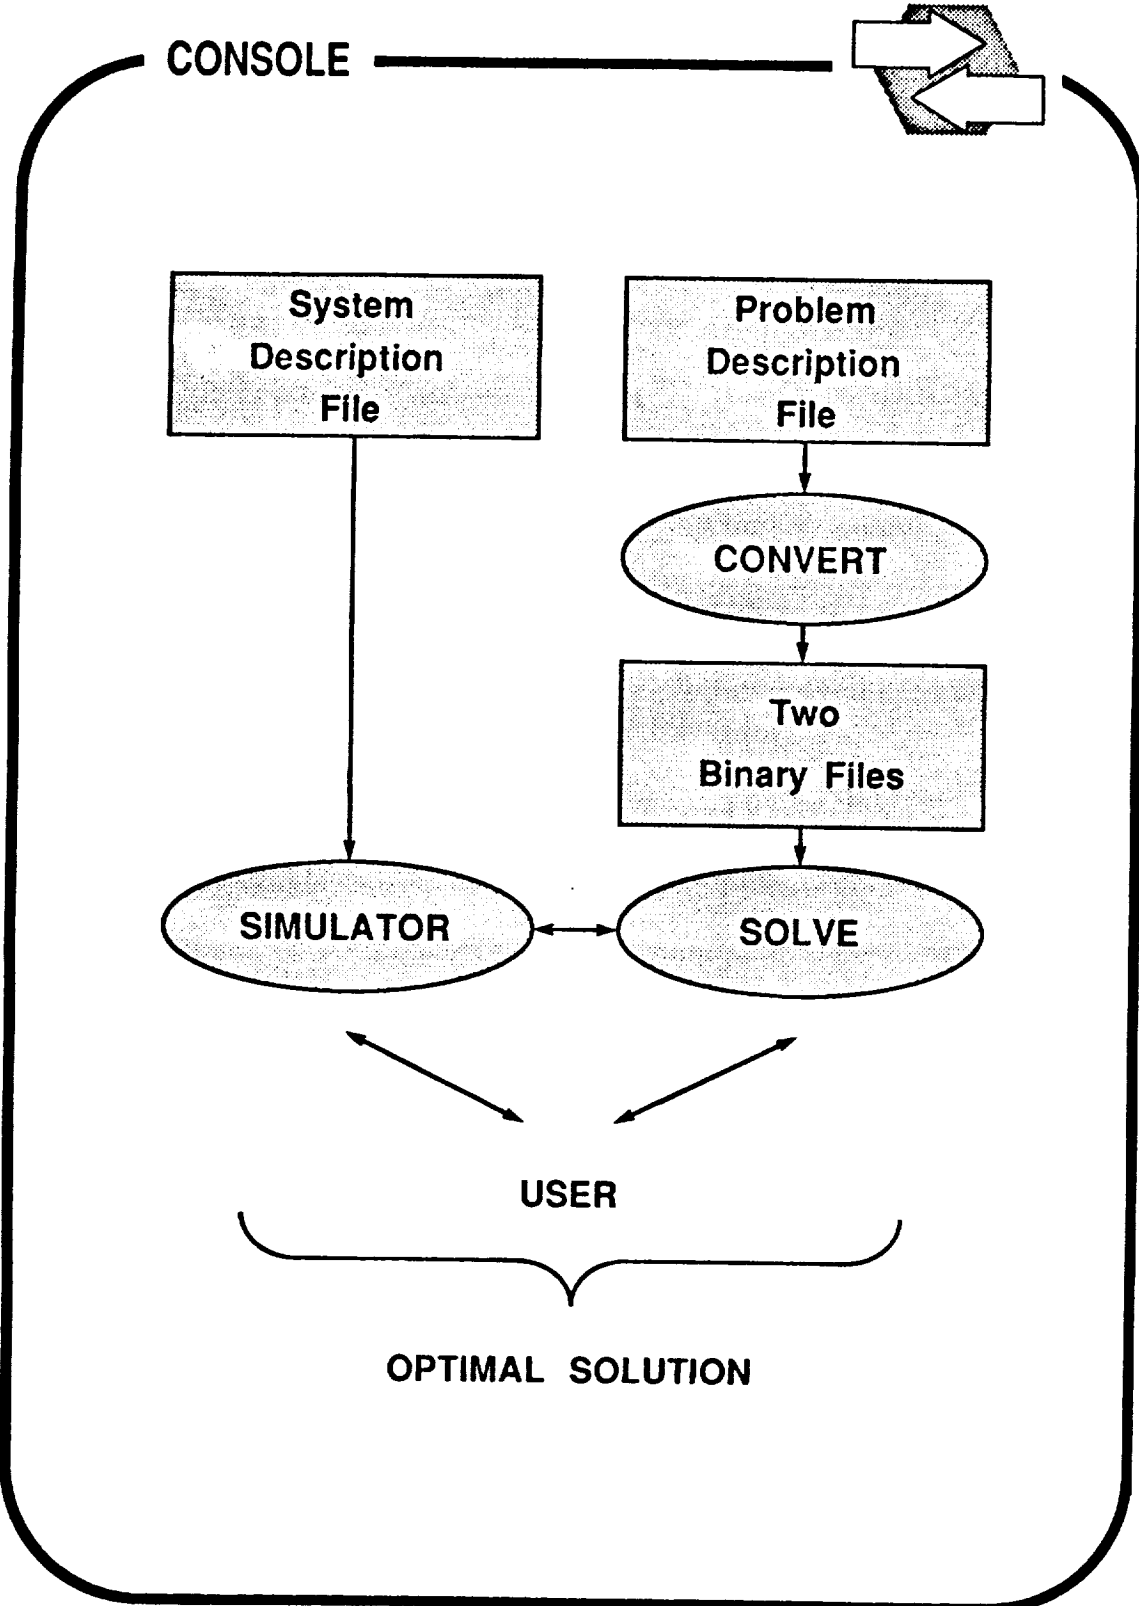 CONSOLE
System
Description
File
Problem
Description
File
CONVERT
Two
Binary Files
SIMULATOR
SOLVE
USER
OPTIMAL SOLUTION